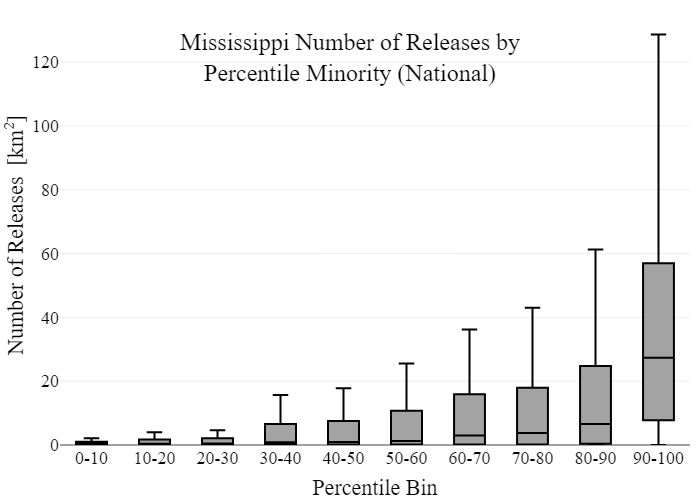 Mississippi Number of Releases by
Percentile Minority (National)
Number of Releases [km²]
120
100
80
60
40
20
0
0-10 10-20 20-30 30-40 40-50 50-60 60-70 70-80 80-90 90-100
Percentile Bin